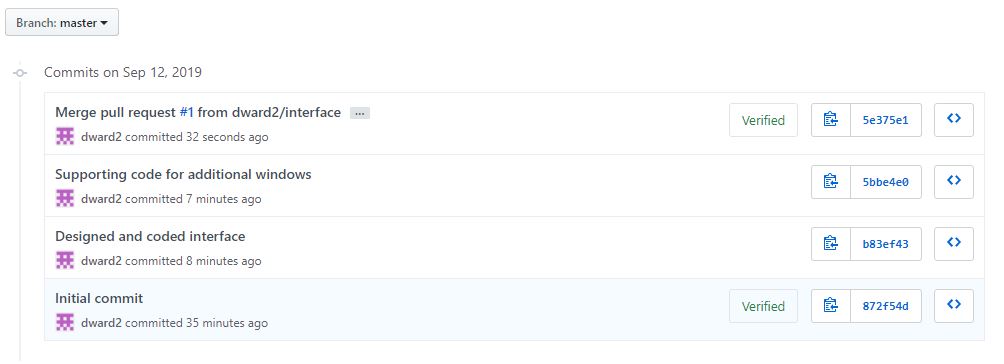 Branch: master
Commits on Sep 12, 2019
Merge pull request #1 from dward2/interface ...
Verified
5e375e1
dward2 committed 32 seconds ago
Supporting code for additional windows
5bbe4e0
dward2 committed 7 minutes ago
Designed and coded interface
b83ef43
dward2 committed 8 minutes ago
Initial commit
Verified
872f54d
dward2 committed 35 minutes ago